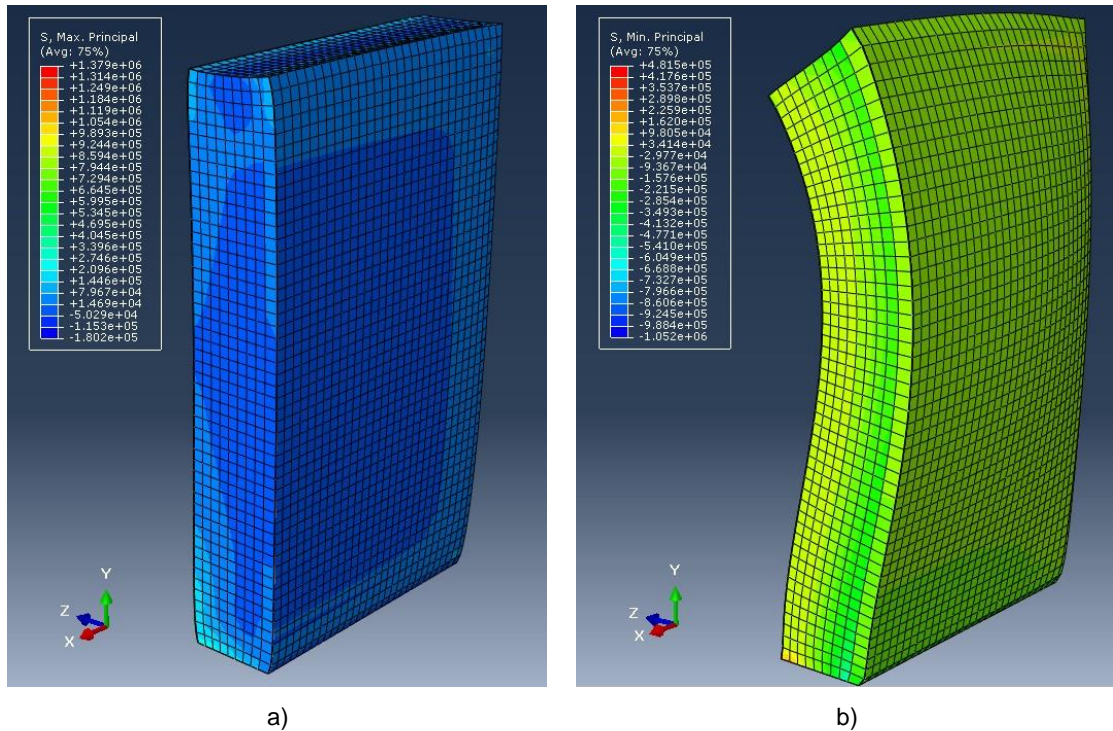 S, Max. Principal
(Avg: 75%)
+1.379e+06
+1.314e+06
+1.249e+06
+1.184e+06
+1.119e+06
+1.054e+06
+9.893e+05
+9.244e+05
+8.594e+05
+7.944e+05
+7.294e+05
+6.645e+05
+5.995e+05
+5.345e+05
+4.695e+05
+4.045e+05
+3.396e+05
+2.746e+05
+2.096e+05
+1.446e+05
+7.967e+04
+1.469e+04
-5.029e+04
-1.153e+05
-1.802e+05
Y
Z
X
a)
S, Min. Principal
(Avg: 75%)
+4.815e+05
+4.176e+05
+3.537e+05
+2.898e+05
+2.259e+05
+1.620e+05
+9.805e+04
+3.414e+04
-2.977e+04
-9.367e+04
-1.576e+05
-2.215e+05
-2.854e+05
-3.493e+05
-4.132e+05
-4.771e+05
-5.410e+05
-6.049e+05
-6.688e+05
-7.327e+05
-7.966e+05
-8.606e+05
-9.245e+05
-9.884e+05
-1.052e+06
Y
Z
X
b)